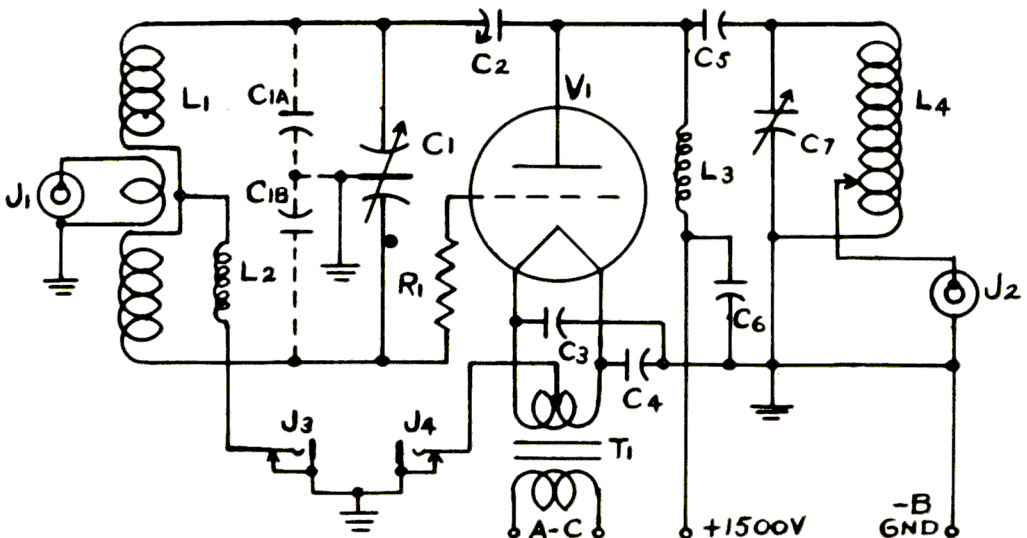 C2
C5
V1
L1
C1A
C1
C7
L4
L3
J1
C1B
L2
R1
J2
C6
C3
C4
J3
J4
T1
A-C
+1500V
-B
GND